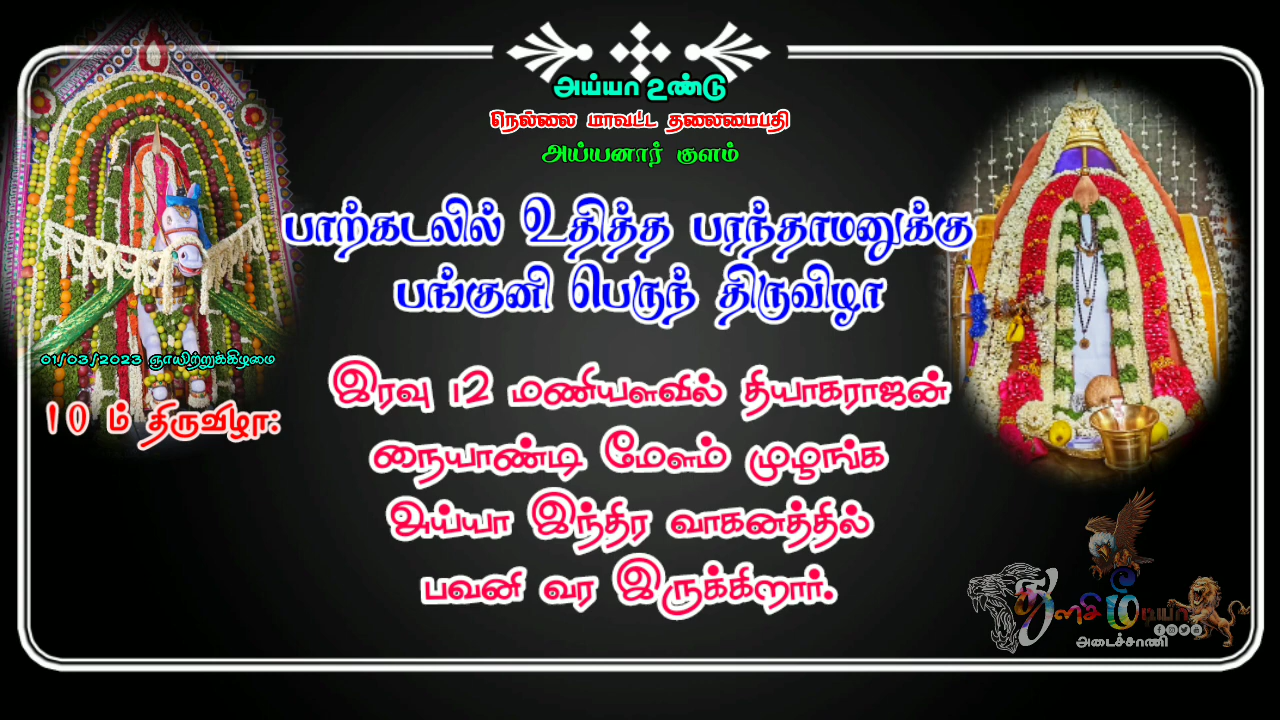 அய்யா உண்டு
நெல்லை மாவட்ட தலைமைபதி
அய்யனார் குளம்
பாற்கடலில் உதித்த பரந்தாமனுக்கு
பங்குனி பெருந் திருவிழா
01/03/2023 ஞாயிற்றுக்கிழமை
10 ம் திருவிழா:
இரவு 12 மணியளவில் தியாகராஜன்
நையாண்டி மேளம் முழங்க
அய்யா இந்திர வாகனத்தில்
பவனி வர இருக்கிறார்.
துளசி மீடியா
அடைச்சாணி